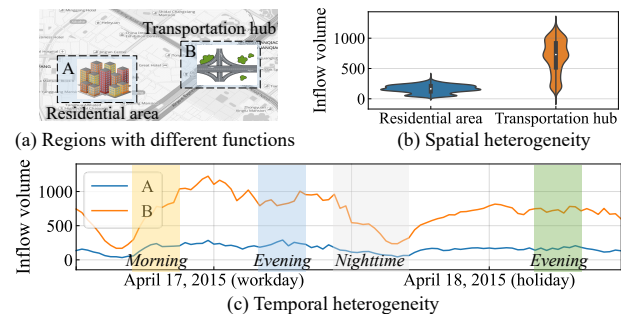 Transportation hub
B
A
Residential area
(a) Regions with different functions
Inflow volume
1000
500
0
Residential area
Transportation hub
(b) Spatial heterogeneity
Inflow volume
1000
500
0
A
B
Morning
Evening
Nighttime
Evening
April 17, 2015 (workday)
April 18, 2015 (holiday)
(c) Temporal heterogeneity